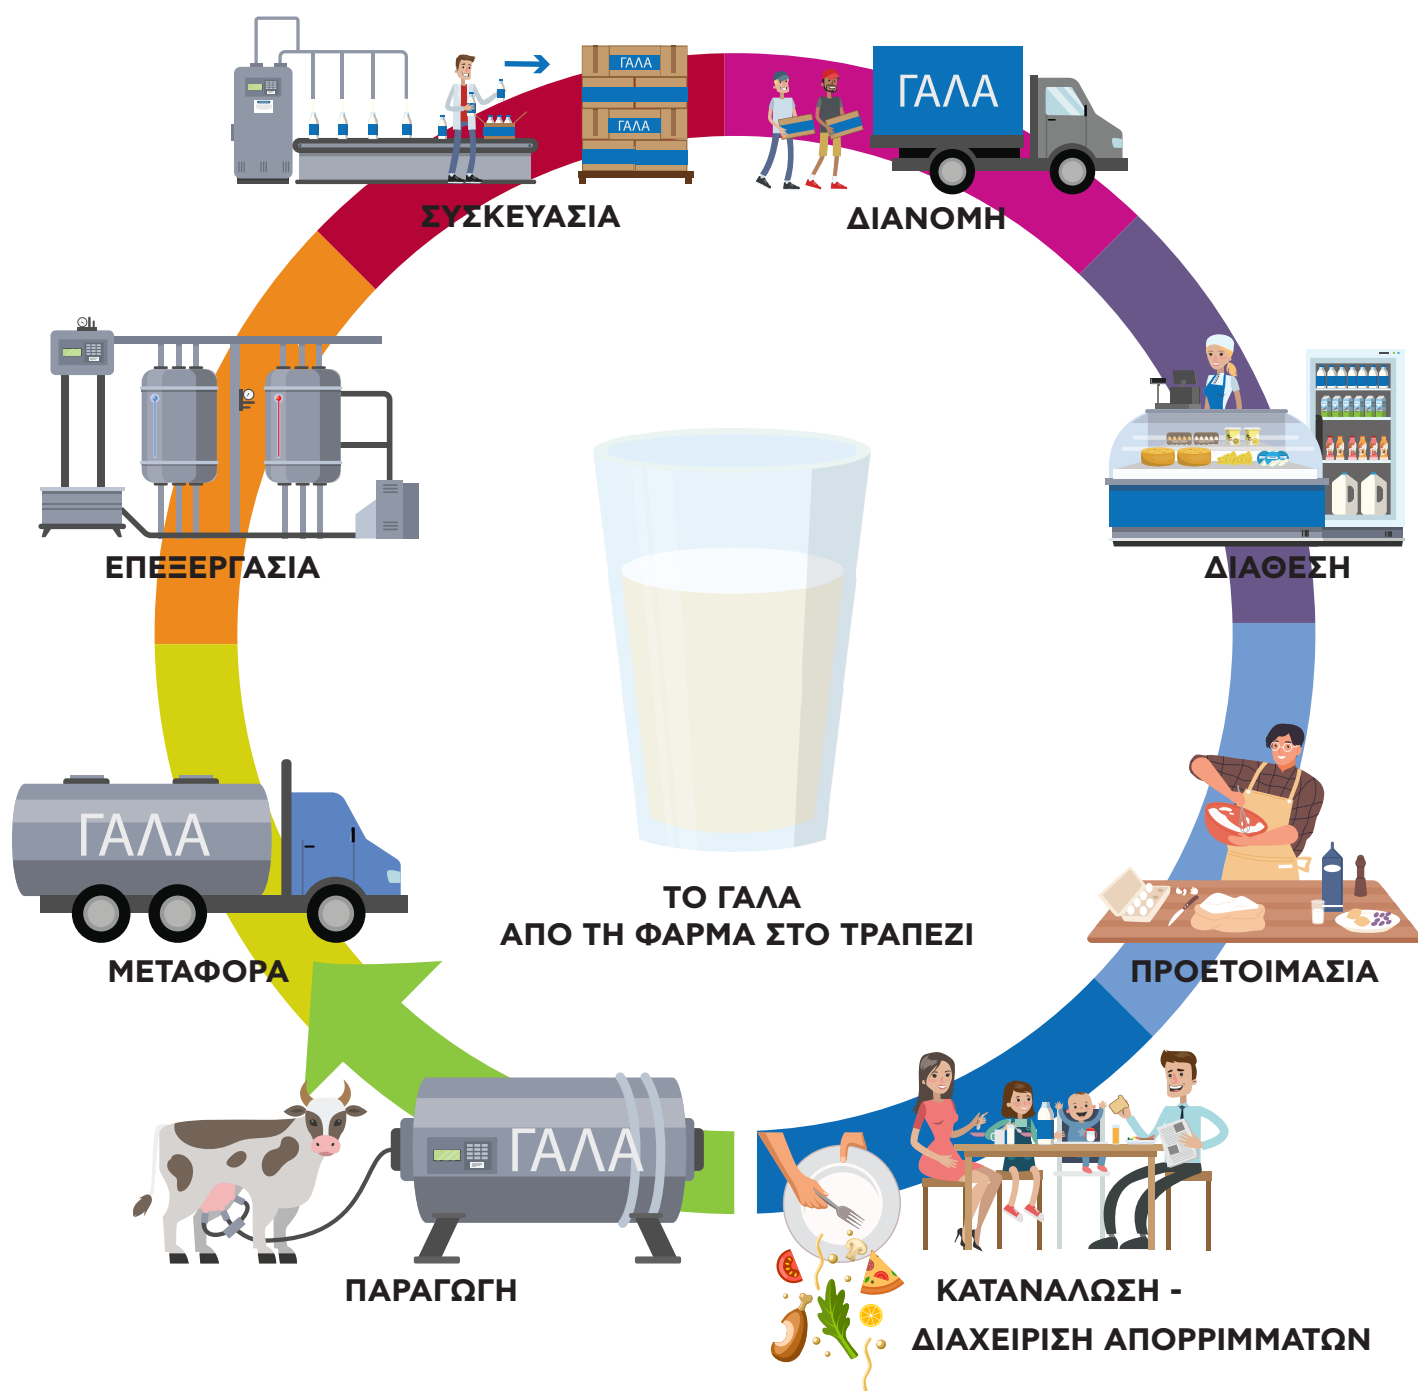 ΓΑΛΑ
ΓΑΛΑ
ΓΑΛΑ
ΣΥΣΚΕΥΑΣΙΑ
ΔΙΑΝΟΜΗ
ΕΠΕΞΕΡΓΑΣΙΑ
ΔΙΑΘΕΣΗ
ΓΑΛΑ
ΤΟ ΓΑΛΑ
ΑΠΟ ΤΗ ΦΑΡΜΑ ΣΤΟ ΤΡΑΠΕΖΙ
ΜΕΤΑΦΟΡΑ
ΠΡΟΕΤΟΙΜΑΣΙΑ
ΓΑΛΑ
ΠΑΡΑΓΩΓΗ
ΚΑΤΑΝΑΛΩΣΗ -
ΔΙΑΧΕΙΡΙΣΗ ΑΠΟΡΡΙΜΜΑΤΩΝ